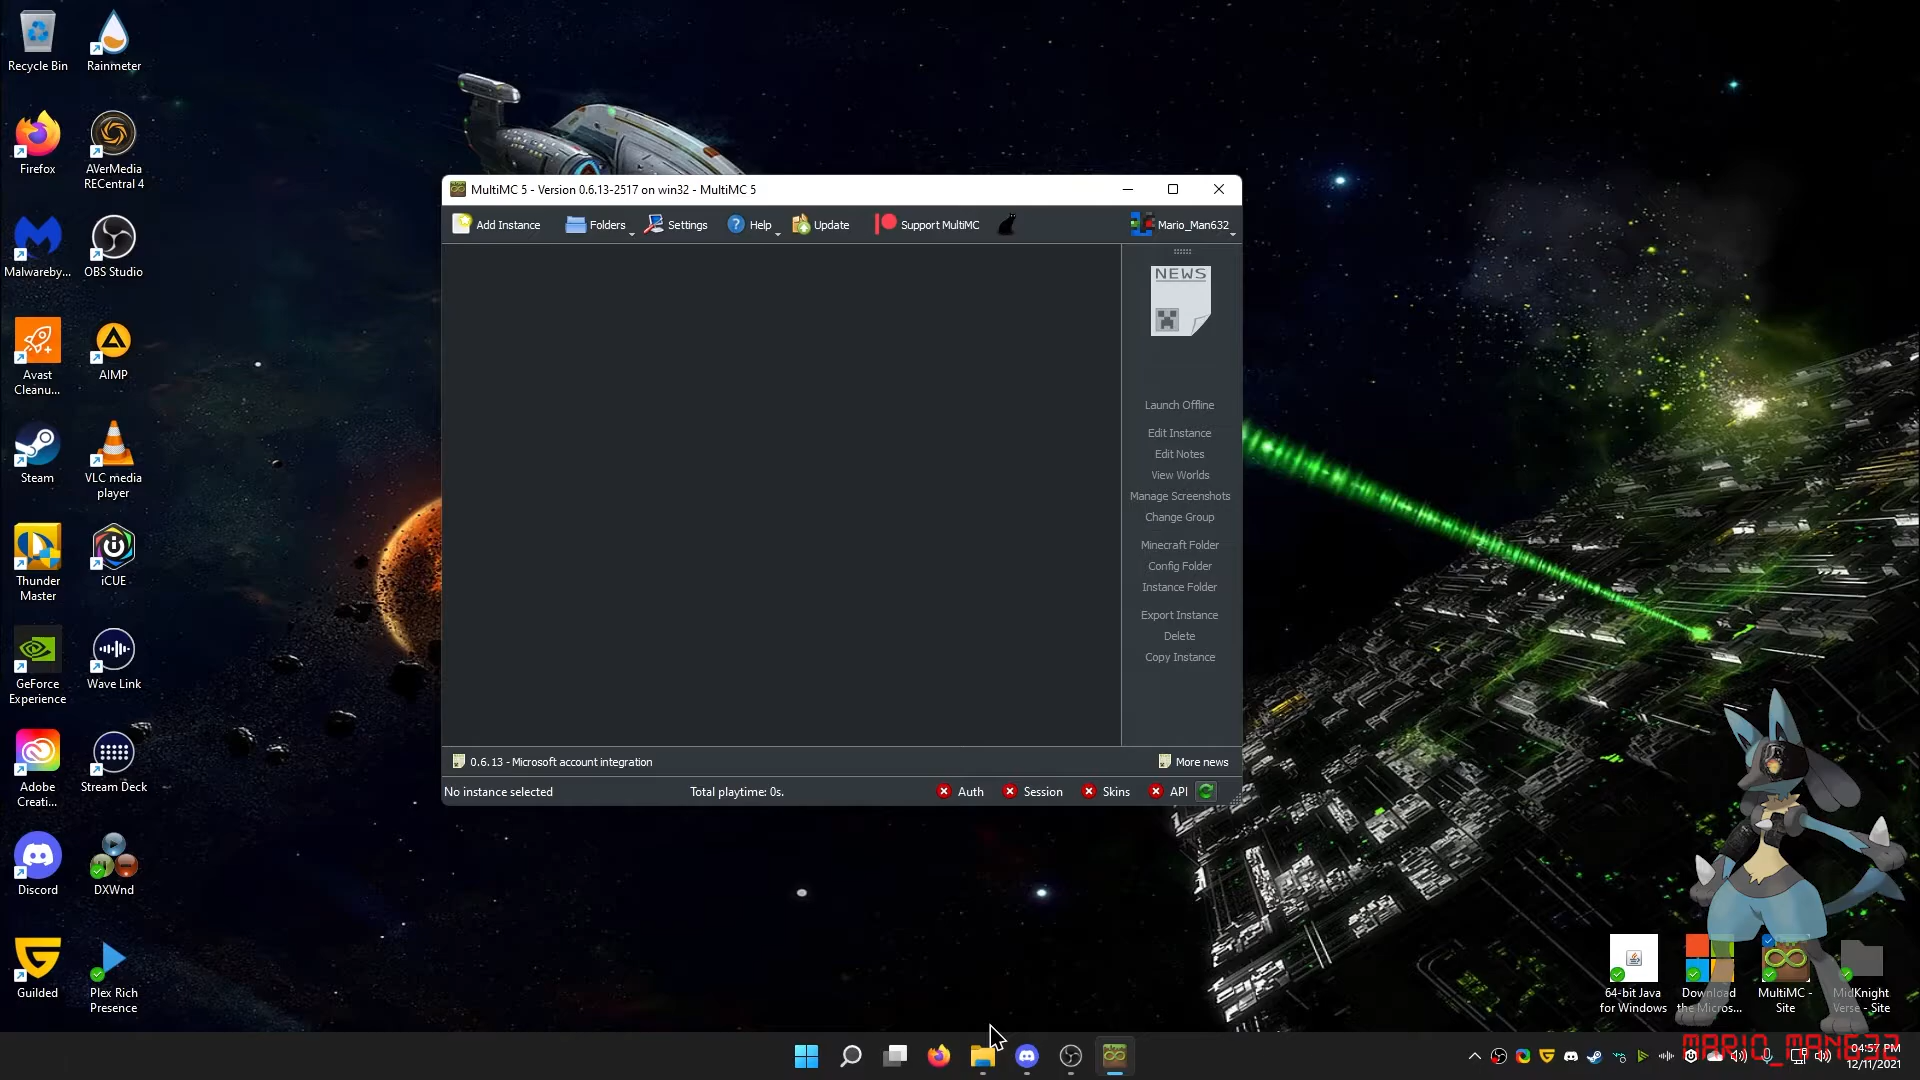 Recycle Bin
Rainmeter
Firefox
AVerMedia
RECentral 4
Malwareby...
OBS Studio
Avast
Cleanu...
AIMP
Steam
VLC media
player
Thunder
Master
iCUE
GeForce
Experience
Wave Link
Adobe
Creati...
Stream Deck
Discord
DXWnd
Guilded
Plex Rich
Presence
MultiMC 5 - Version 0.6.13-2517 on win32 - MultiMC 5
Add Instance
Folders
Settings
Help
Update
Support MultiMC
Mario_Man632
NEWS
Launch Offline
Edit Instance
Edit Notes
View Worlds
Manage Screenshots
Change Group
Minecraft Folder
Config Folder
Instance Folder
Export Instance
Delete
Copy Instance
0.6.13 - Microsoft account integration
More news
No instance selected
Total playtime: 0s.
Auth
Session
Skins
API
64-bit Java
for Windows
Download
the Micros...
MultiMC -
Site
MidKnight
Verse - Site
MARIO_MAN632
04:57 PM
12/11/2021